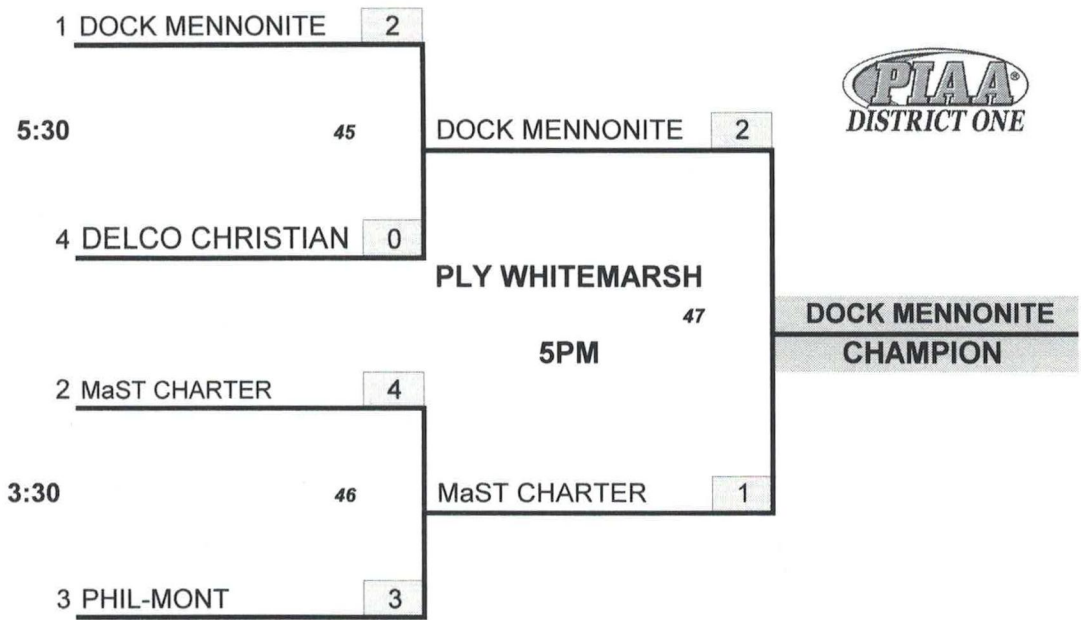 1 DOCK MENNONITE 2
PIAA®
DISTRICT ONE
5:30 45 DOCK MENNONITE 2
4 DELCO CHRISTIAN 0
PLY WHITEMARSH
47 DOCK MENNONITE
5PM CHAMPION
2 MaST CHARTER 4
3:30 46 MaST CHARTER 1
3 PHIL-MONT 3